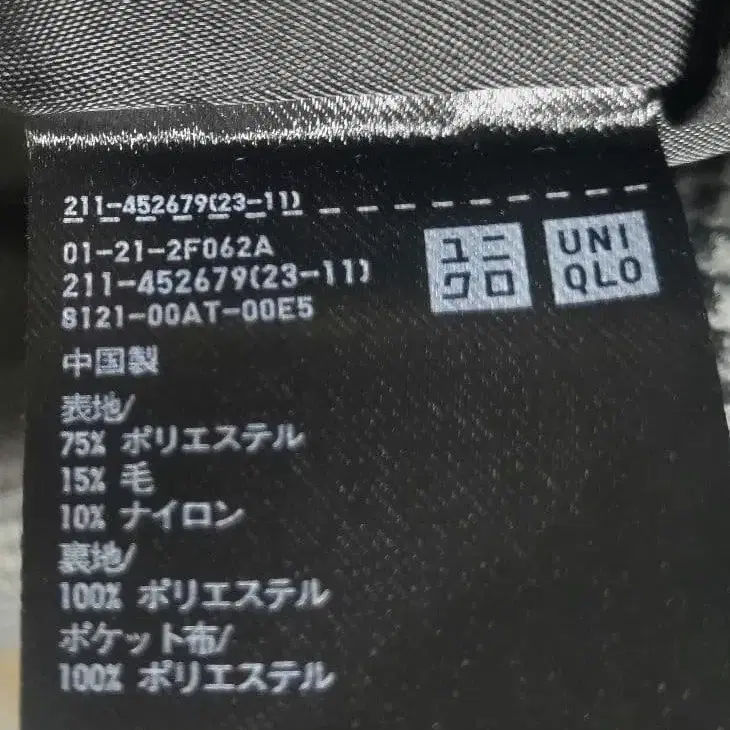 211-452679(23-11)
01-21-2F062A
211-452679(23-11)
8121-00AT-00E5
ユニ
クロ
UNI
QLO
中国製
表地/
75% ポリエステル
15% 毛
10% ナイロン
裏地/
100% ポリエステル
ポケット布/
100% ポリエステル